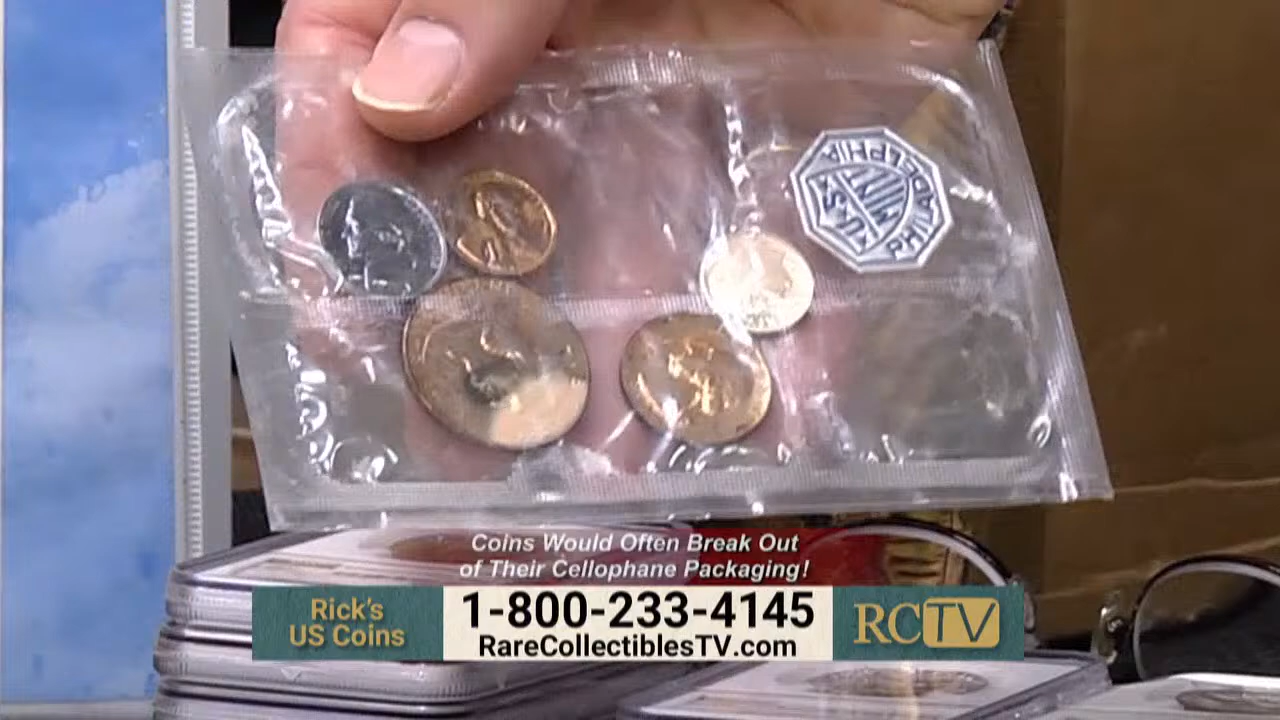 PHILADELPHIA
U.S.
MINT
Coins Would Often Break Out
of Their Cellophane Packaging!
Rick's
US Coins
1-800-233-4145
RareCollectiblesTV.com
RCTV